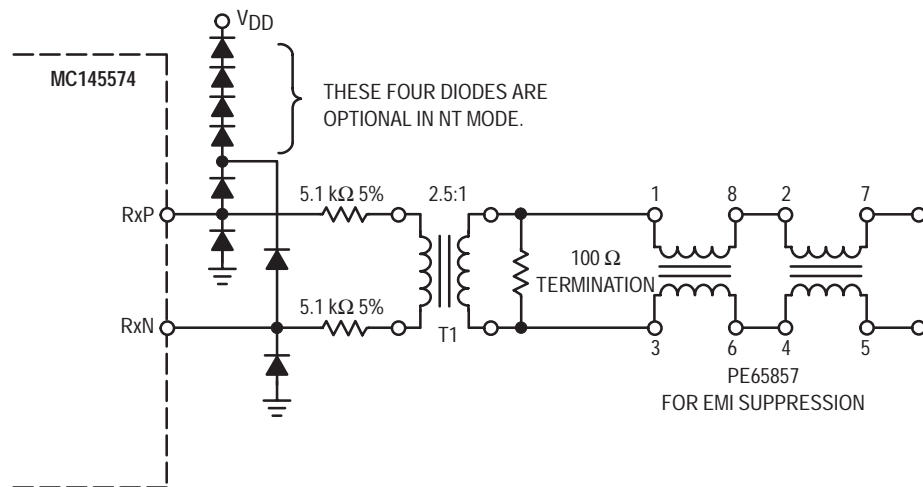 V_DD
MC145574
THESE FOUR DIODES ARE
OPTIONAL IN NT MODE.
5.1 kΩ 5%
2.5:1
1
8
2
7
RxP
100 Ω
TERMINATION
5.1 kΩ 5%
RxN
T1
3
6
4
5
PE65857
FOR EMI SUPPRESSION